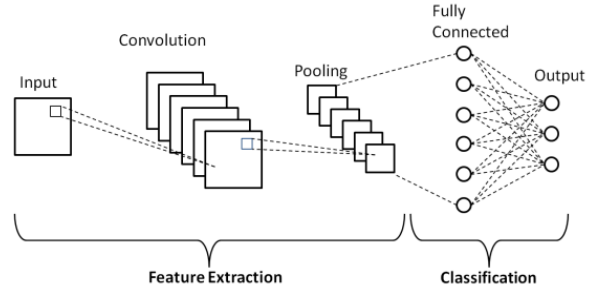 Input
Convolution
Pooling
Fully
Connected
Output
Feature Extraction
Classification